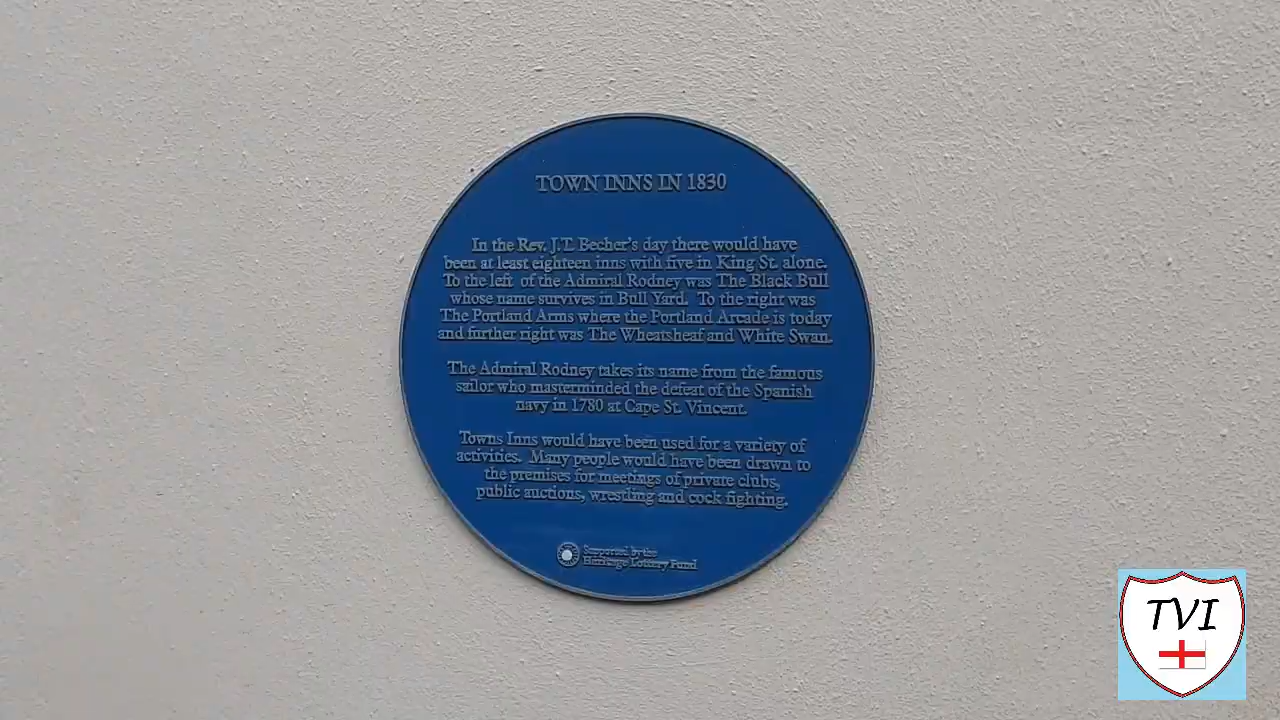 TOWN INNS IN 1830
In the Rev. J.T. Becher's day there would have
been at least eighteen inns with five in King St. alone.
To the left of the Admiral Rodney was The Black Bull
whose name survives in Bull Yard. To the right was
The Portland Arms where the Portland Arcade is today
and further right was The Wheatsheaf and White Swan.
The Admiral Rodney takes its name from the famous
sailor who masterminded the defeat of the Spanish
navy in 1780 at Cape St. Vincent.
Towns Inns would have been used for a variety of
activities. Many people would have been drawn to
the premises for meetings of private clubs,
public auctions, wrestling and cock fighting.
Supported by the
Heritage Lottery Fund
TVI